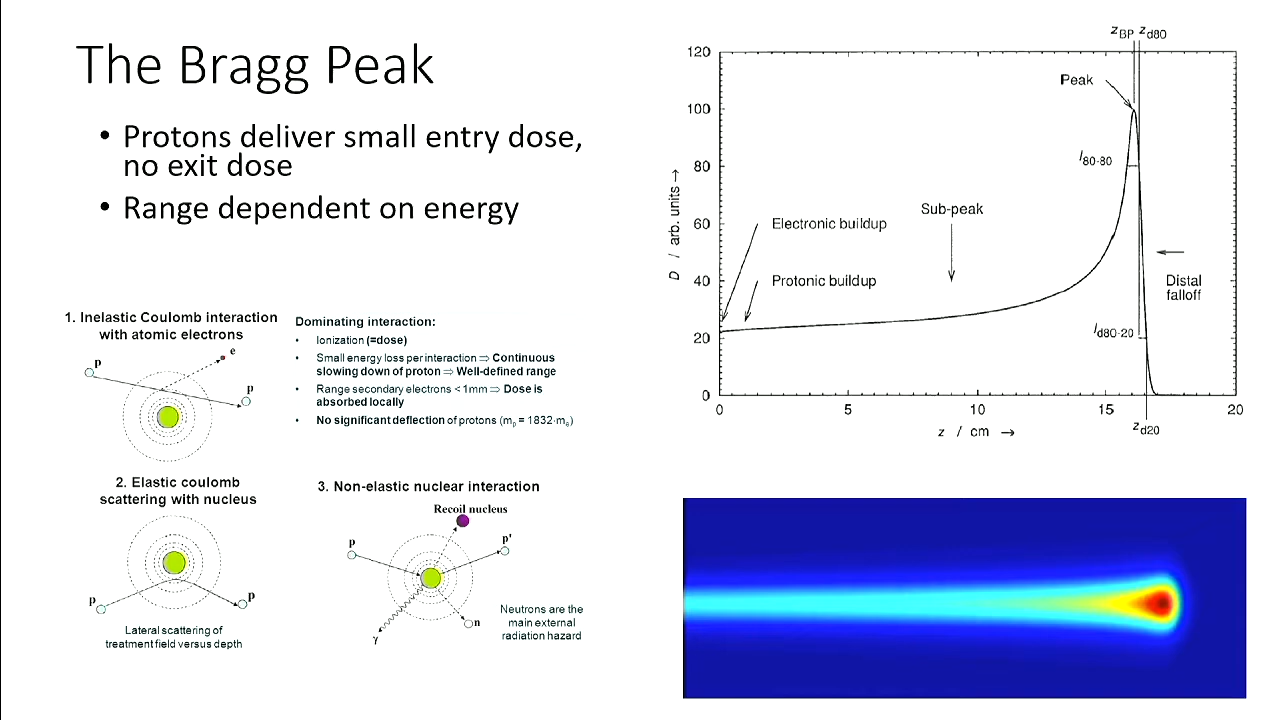 The Bragg Peak
• Protons deliver small entry dose,
no exit dose
• Range dependent on energy
1. Inelastic Coulomb interaction
with atomic electrons
p
e
p
Dominating interaction:
• Ionization (=dose)
• Small energy loss per interaction ⇒ Continuous
slowing down of proton ⇒ Well-defined range
• Range secondary electrons < 1mm ⇒ Dose is
absorbed locally
• No significant deflection of protons (mp = 1832·me)
2. Elastic coulomb
scattering with nucleus
p
p
Lateral scattering of
treatment field versus depth
3. Non-elastic nuclear interaction
Recoil nucleus
p
p'
γ
n
Neutrons are the
main external
radiation hazard
zBP zd80
120
100
80
60
40
20
0
D / arb. units →
Peak
l80-80
Sub-peak
Electronic buildup
Protonic buildup
Distal
falloff
ld80-20
0 5 10 15 20
z / cm →
zd20